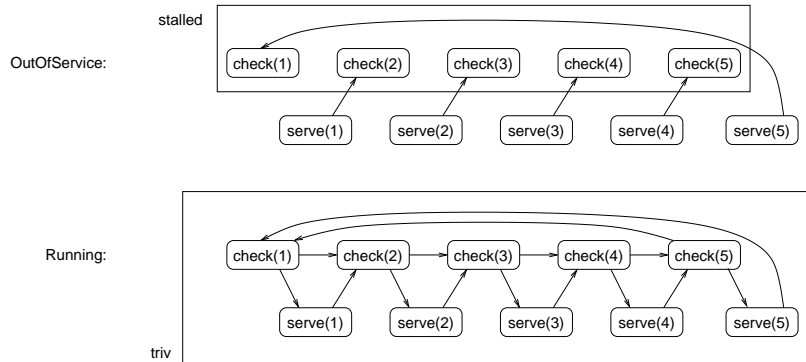 stalled
OutOfService:
check(1) check(2) check(3) check(4) check(5)
serve(1) serve(2) serve(3) serve(4) serve(5)
Running:
check(1) check(2) check(3) check(4) check(5)
serve(1) serve(2) serve(3) serve(4) serve(5)
triv